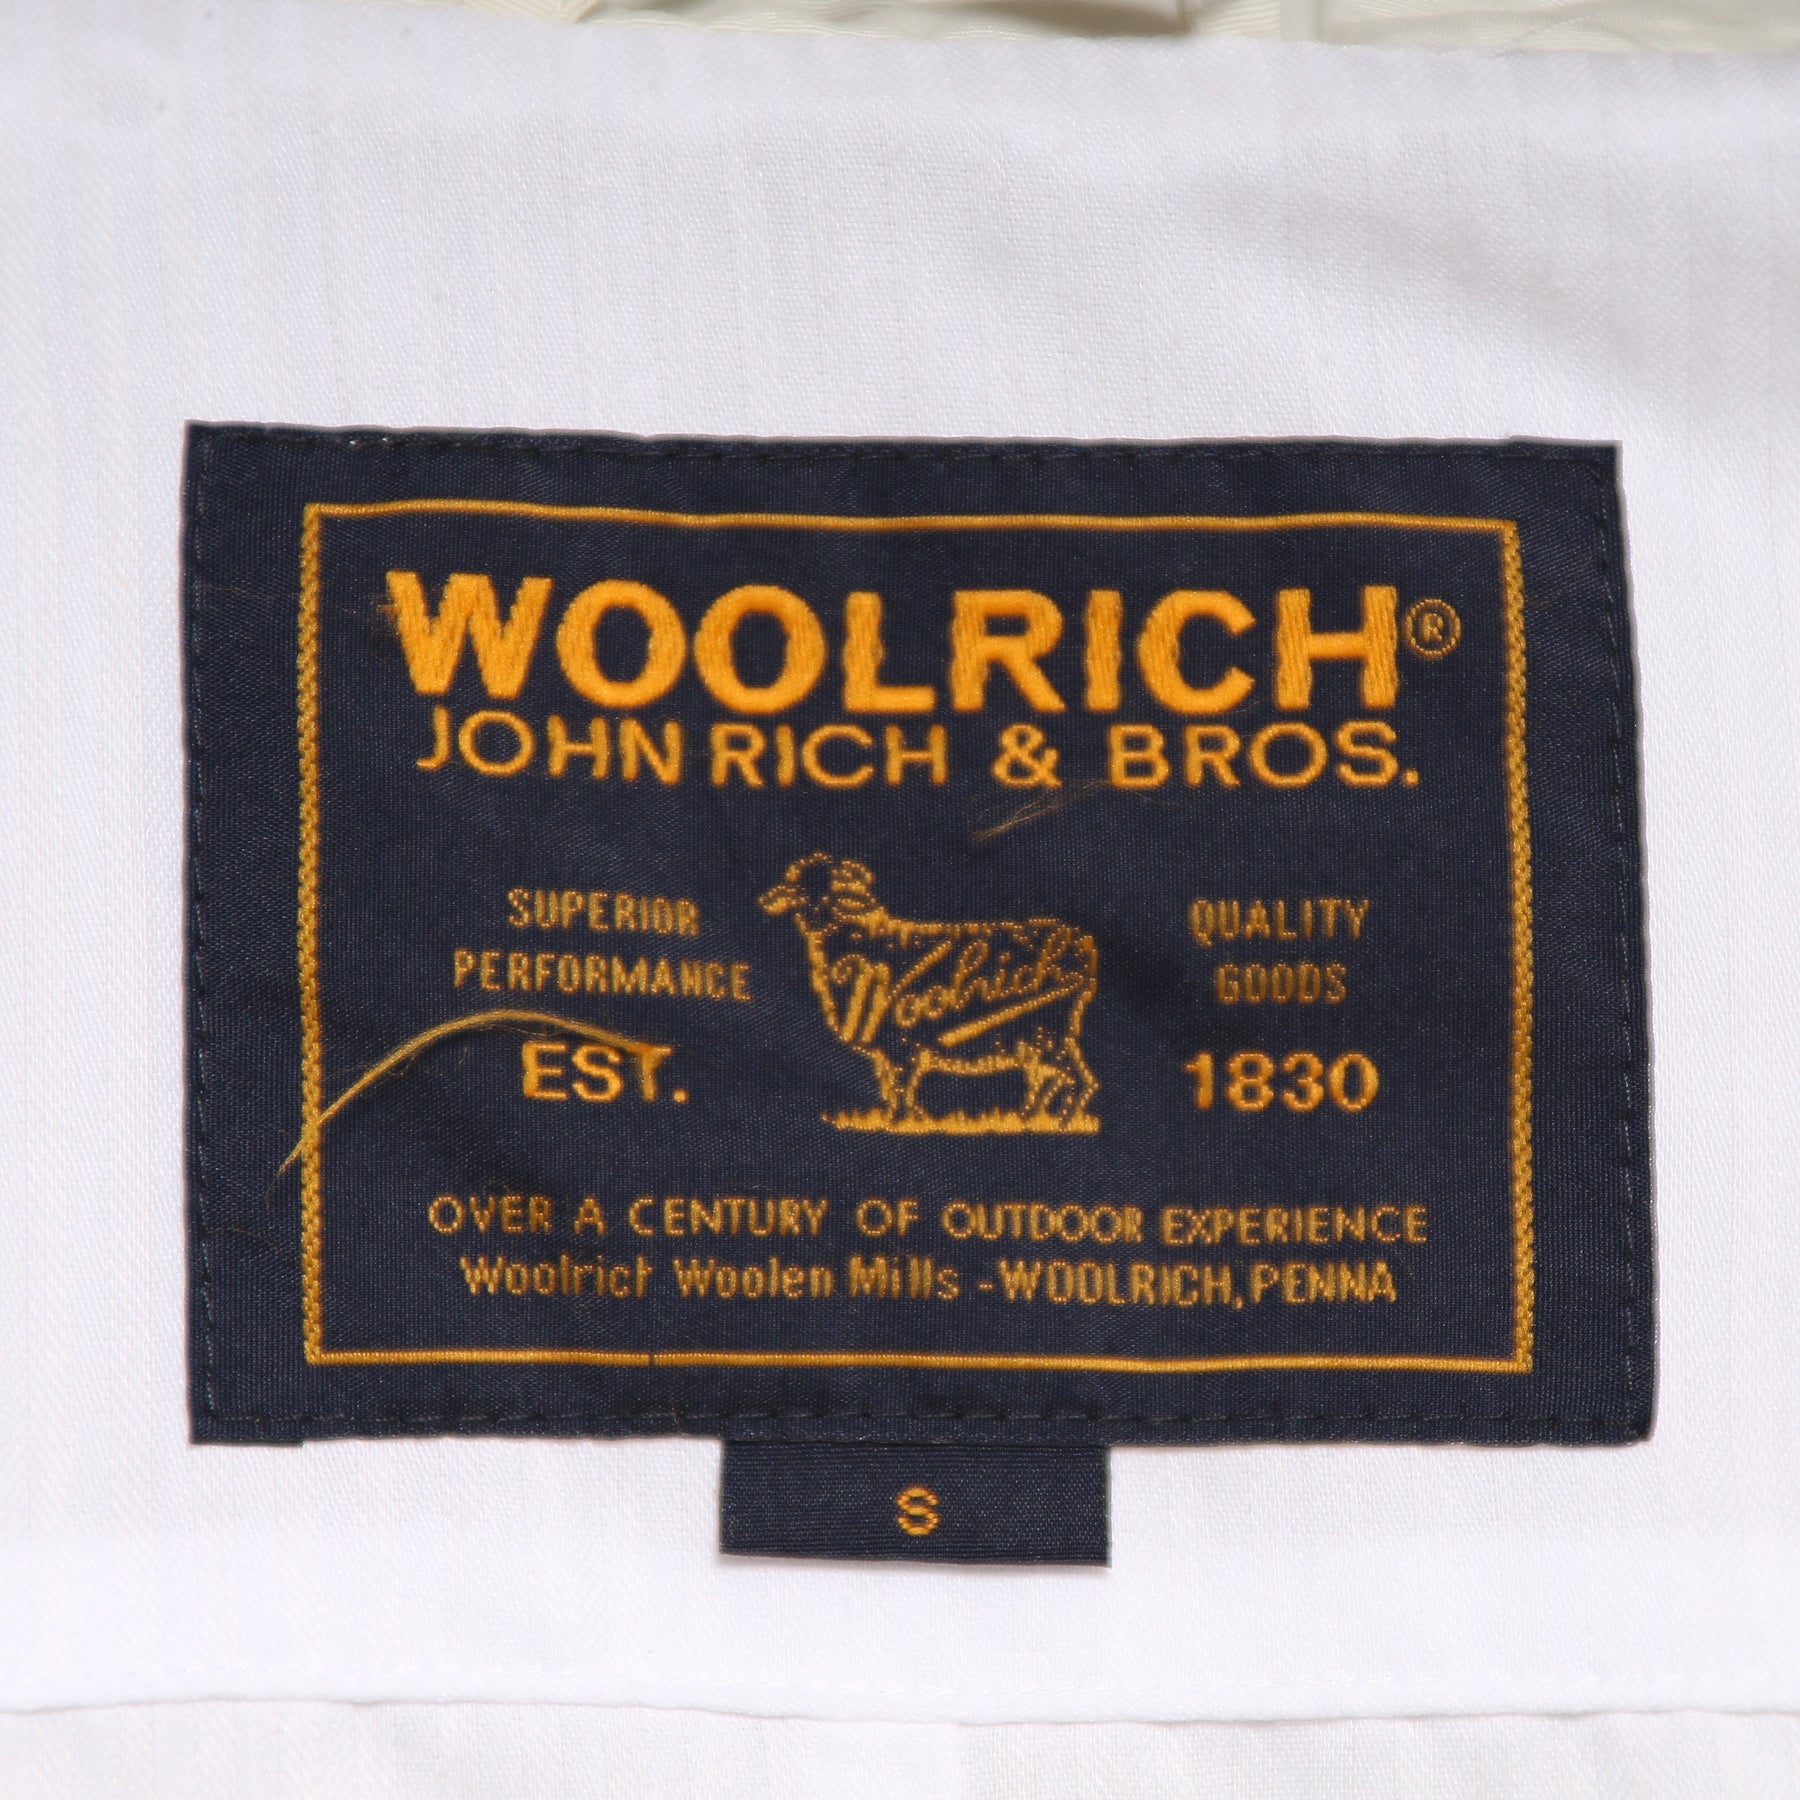 WOOLRICH®
JOHN RICH & BROS.
SUPERIOR
PERFORMANCE
EST.
Woolrich
QUALITY
GOODS
1830
OVER A CENTURY OF OUTDOOR EXPERIENCE
Woolrich Woolen Mills - WOOLRICH, PENNA
S